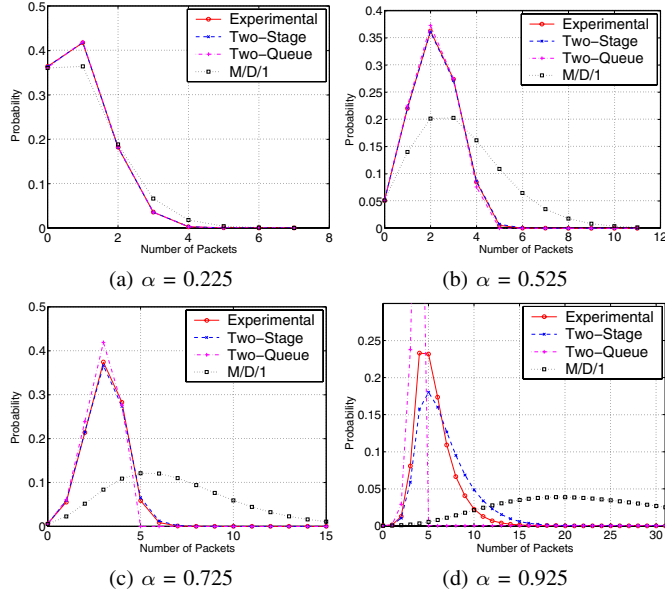 0.5
0.4
0.3
0.2
0.1
0
Probability
0 2 4 6 8
Number of Packets
Experimental
Two−Stage
Two−Queue
M/D/1
(a) α = 0.225
0.5
0.45
0.4
0.35
0.3
0.25
0.2
0.15
0.1
0.05
0
Probability
0 2 4 6 8 10 12
Number of Packets
Experimental
Two−Stage
Two−Queue
M/D/1
(b) α = 0.525
0.5
0.4
0.3
0.2
0.1
0
Probability
0 5 10 15
Number of Packets
Experimental
Two−Stage
Two−Queue
M/D/1
(c) α = 0.725
0.25
0.2
0.15
0.1
0.05
0
Probability
0 5 10 15 20 25 30
Number of Packets
Experimental
Two−Stage
Two−Queue
M/D/1
(d) α = 0.925